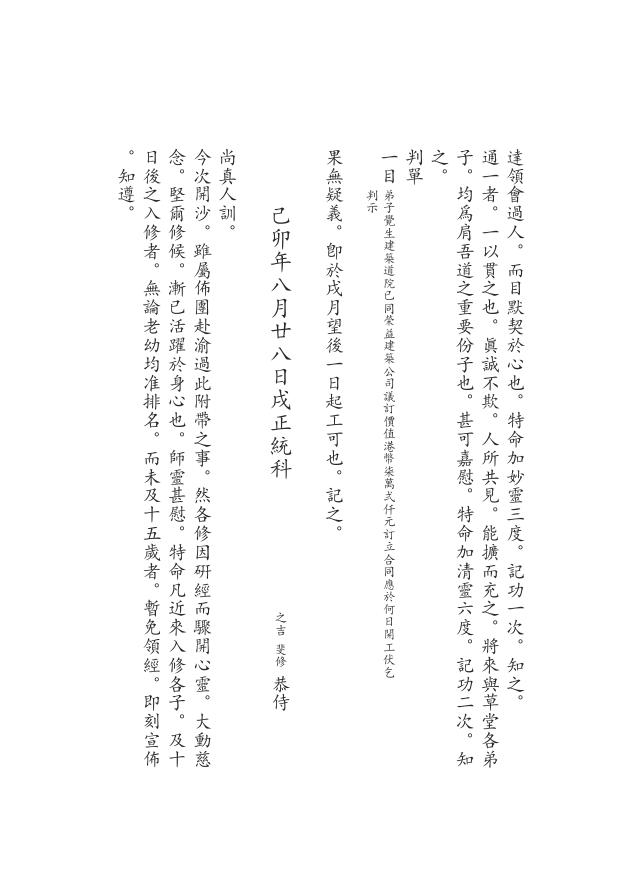 達領會過人。而目默契於心也。特命加妙靈三度。記功一次。知之。
通一者。一以貫之也。眞誠不欺。人所共見。能擴而充之。將來與草堂各弟
子。均爲肩吾道之重要份子也。甚可嘉慰。特命加清靈六度。記功二次。知
之。
判單
一目 弟子覺生建築道院已同榮益建築公司議訂價值港幣柒萬弍仟元訂立合同應於何日開工伏乞
判示
果無疑義。卽於戌月望後一日起工可也。記之。
己卯年八月廿八日戌正統科 之吉 斐修 恭侍
尚真人訓。
今次開沙。雖屬佈團赴渝過此附帶之事。然各修因研經而驟開心靈。大動慈
念。堅爾修候。漸已活躍於身心也。師靈甚慰。特命凡近來入修各子。及十
日後之入修者。無論老幼均准排名。而未及十五歲者。暫免領經。即刻宣佈
。知遵。